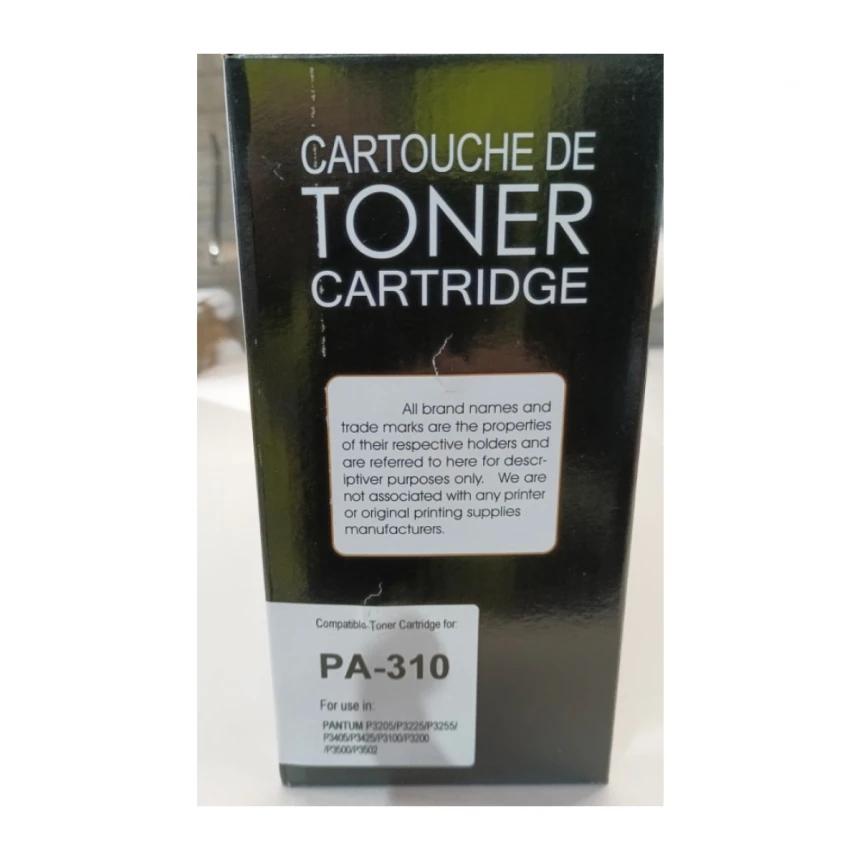 CARTOUCHE DE
TONER
CARTRIDGE
All brand names and
trade marks are the properties
of their respective holders and
are referred to here for descr-
iptiver purposes only. We are
not associated with any printer
or original printing supplies
manufacturers.
Compatible Toner Cartridge for:
PA-310
For use in:
PANTUM P3205/P3225/P3255/
P3405/P3425/P3100/P3200
/P3500/P3502